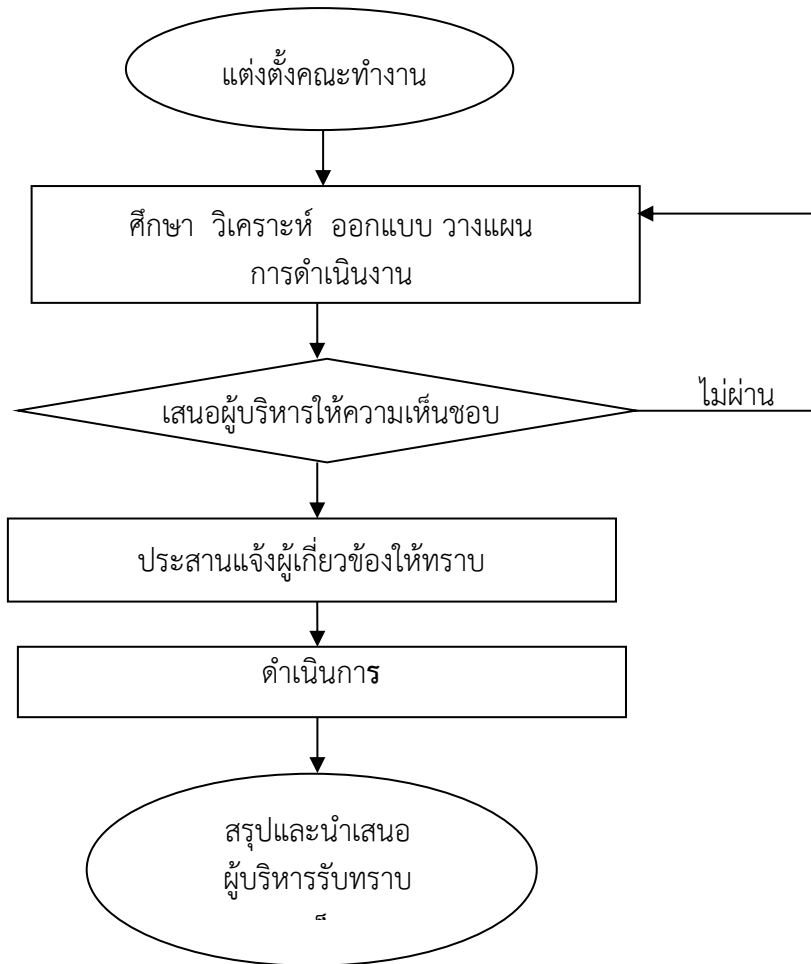 แต่งตั้งคณะทำงาน
ศึกษา วิเคราะห์ ออกแบบ วางแผน
การดำเนินงาน
เสนอผู้บริหารให้ความเห็นชอบ
ไม่ผ่าน
ประสานแจ้งผู้เกี่ยวข้องให้ทราบ
ดำเนินการ
สรุปและนำเสนอ
ผู้บริหารรับทราบ